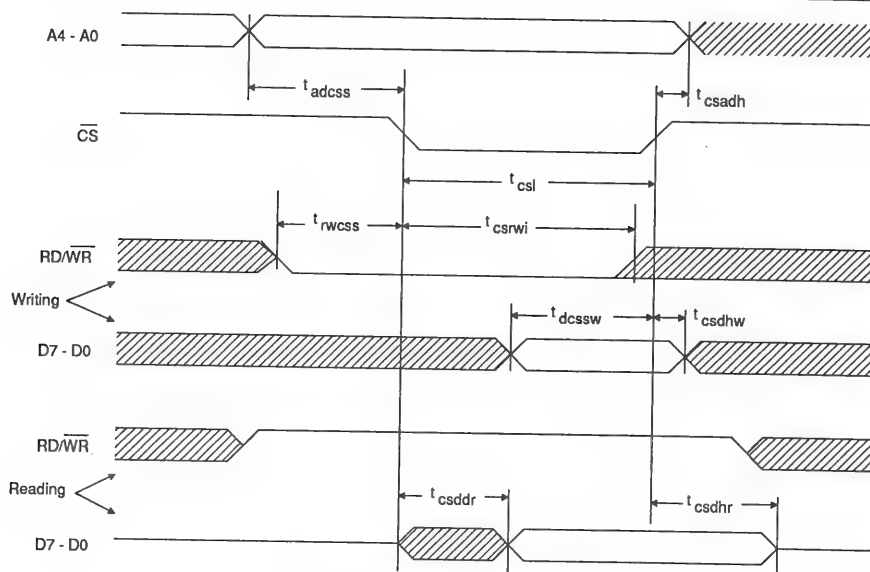 A4 - A0
t adcss
t csadh
CS
t csl
t rwcss
t csrwi
RD/WR
Writing
t dcssw
t csdhw
D7 - D0
RD/WR
Reading
t csddr
t csdhr
D7 - D0